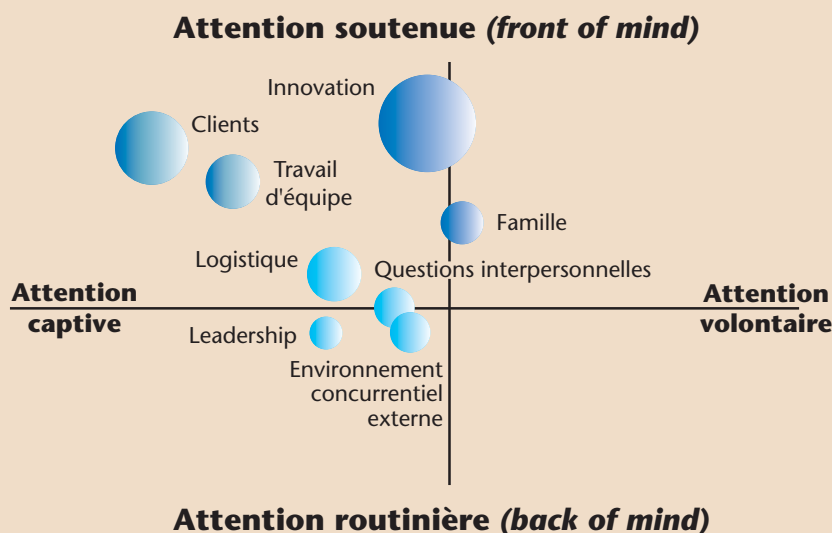 Attention soutenue (front of mind)
Innovation
Clients
Travail
d'équipe
Famille
Logistique
Questions interpersonnelles
Attention
captive
Attention
volontaire
Leadership
Environnement
concurrentiel
externe
Attention routinière (back of mind)